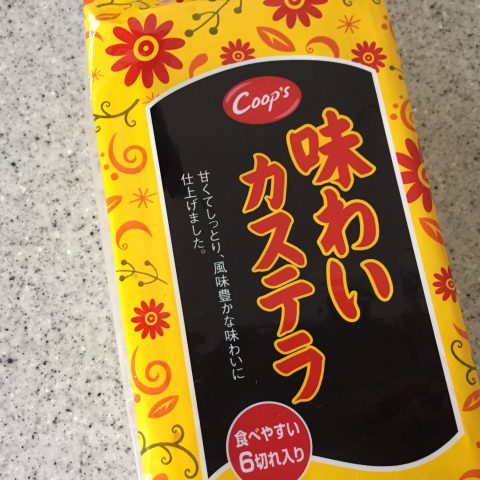 Coop's
味わい
カステラ
甘くてしっとり、風味豊かな味わいに
仕上げました。
食べやすい
6切れ入り